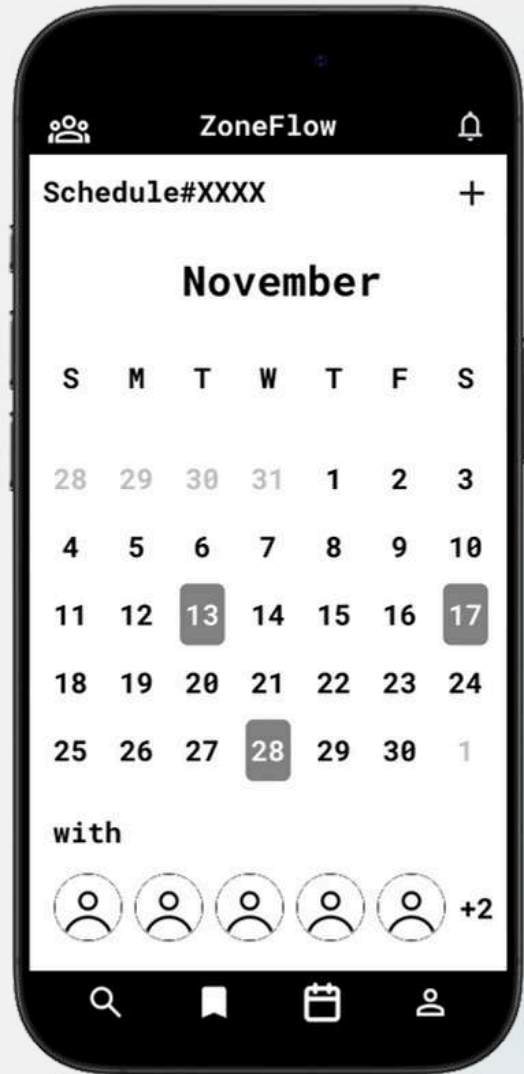 ZoneFlow
Schedule#XXXX +
November
S M T W T F S
28 29 30 31 1 2 3
4 5 6 7 8 9 10
11 12 13 14 15 16 17
18 19 20 21 22 23 24
25 26 27 28 29 30 1
with
+2